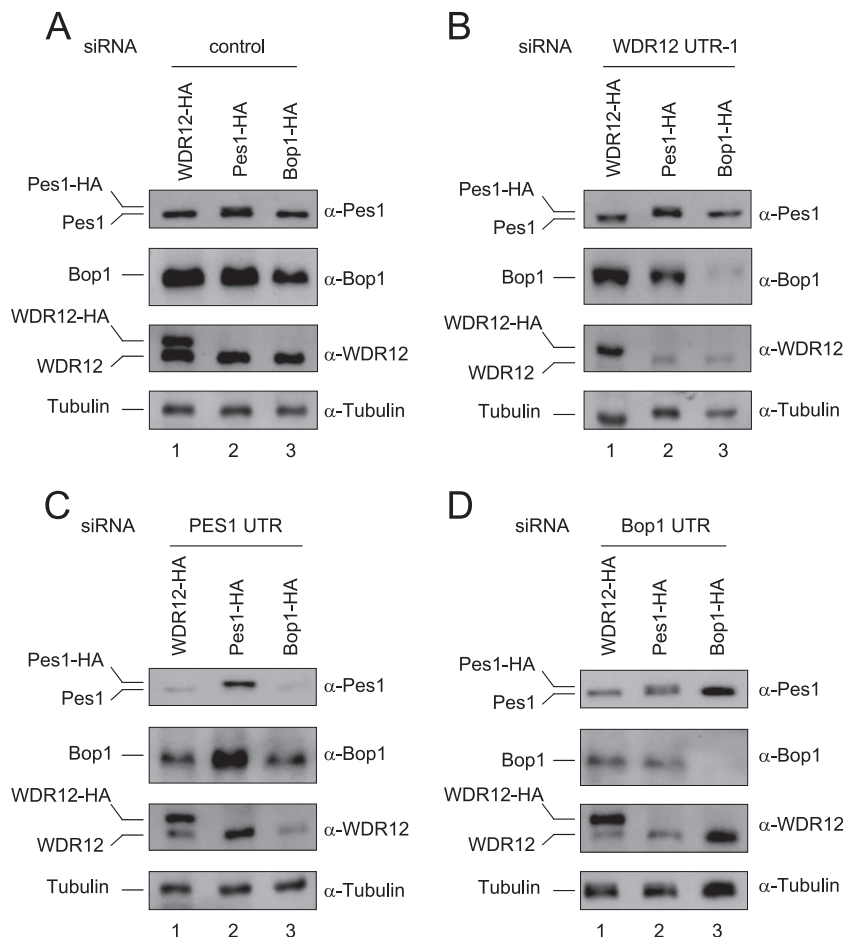 A
siRNA control
WDR12-HA Pes1-HA Bop1-HA
Pes1-HA
Pes1
α-Pes1
Bop1 α-Bop1
WDR12-HA
WDR12
α-WDR12
Tubulin α-Tubulin
1 2 3
B
siRNA WDR12 UTR-1
WDR12-HA Pes1-HA Bop1-HA
Pes1-HA
Pes1
α-Pes1
Bop1 α-Bop1
WDR12-HA
WDR12
α-WDR12
Tubulin α-Tubulin
1 2 3
C
siRNA PES1 UTR
WDR12-HA Pes1-HA Bop1-HA
Pes1-HA
Pes1
α-Pes1
Bop1 α-Bop1
WDR12-HA
WDR12
α-WDR12
Tubulin α-Tubulin
1 2 3
D
siRNA Bop1 UTR
WDR12-HA Pes1-HA Bop1-HA
Pes1-HA
Pes1
α-Pes1
Bop1 α-Bop1
WDR12-HA
WDR12
α-WDR12
Tubulin α-Tubulin
1 2 3